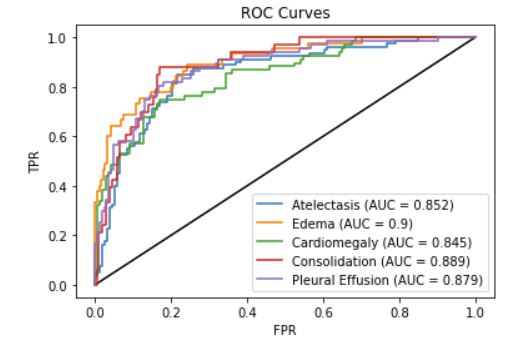 ROC Curves
1.0
0.8
0.6
0.4
0.2
0.0
TPR
Atelectasis (AUC = 0.852)
Edema (AUC = 0.9)
Cardiomegaly (AUC = 0.845)
Consolidation (AUC = 0.889)
Pleural Effusion (AUC = 0.879)
0.0 0.2 0.4 0.6 0.8 1.0
FPR